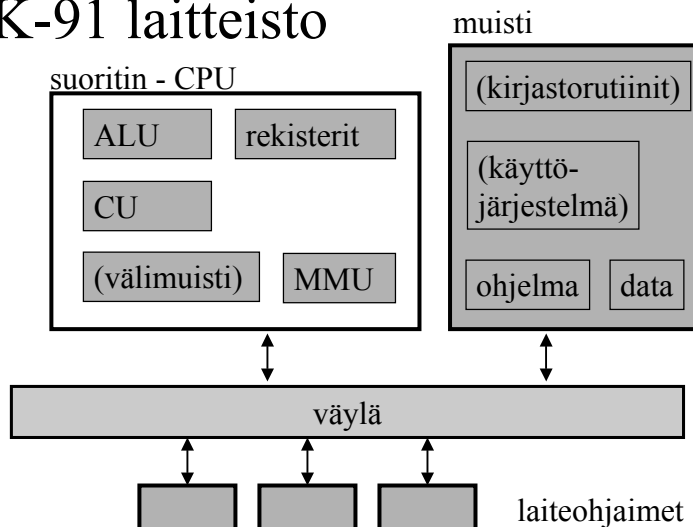 K-91 laitteisto
muisti
suoritin - CPU
ALU
rekisterit
CU
(välimuisti)
MMU
(kirjastorutiinit)
(käyttö-
järjestelmä)
ohjelma
data
väylä
laiteohjaimet